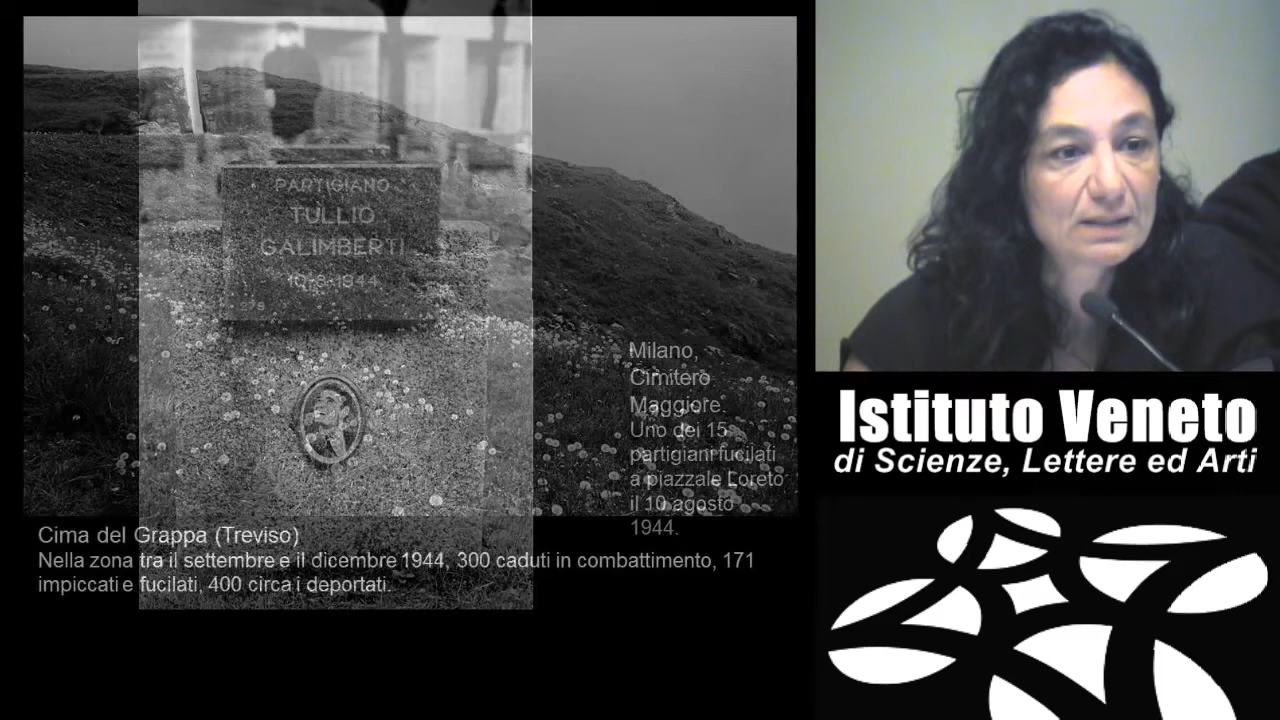 PARTIGIANO
TULLIO
GALIMBERTI
Milano,
Cimitero
Maggiore.
Uno dei 15
partigiani fucilati
a piazzale Loreto
il 10 agosto
1944.
Cima del Grappa (Treviso)
Nella zona tra il settembre e il dicembre 1944, 300 caduti in combattimento, 171
impiccati e fucilati, 400 circa i deportati.
Istituto Veneto
di Scienze, Lettere ed Arti